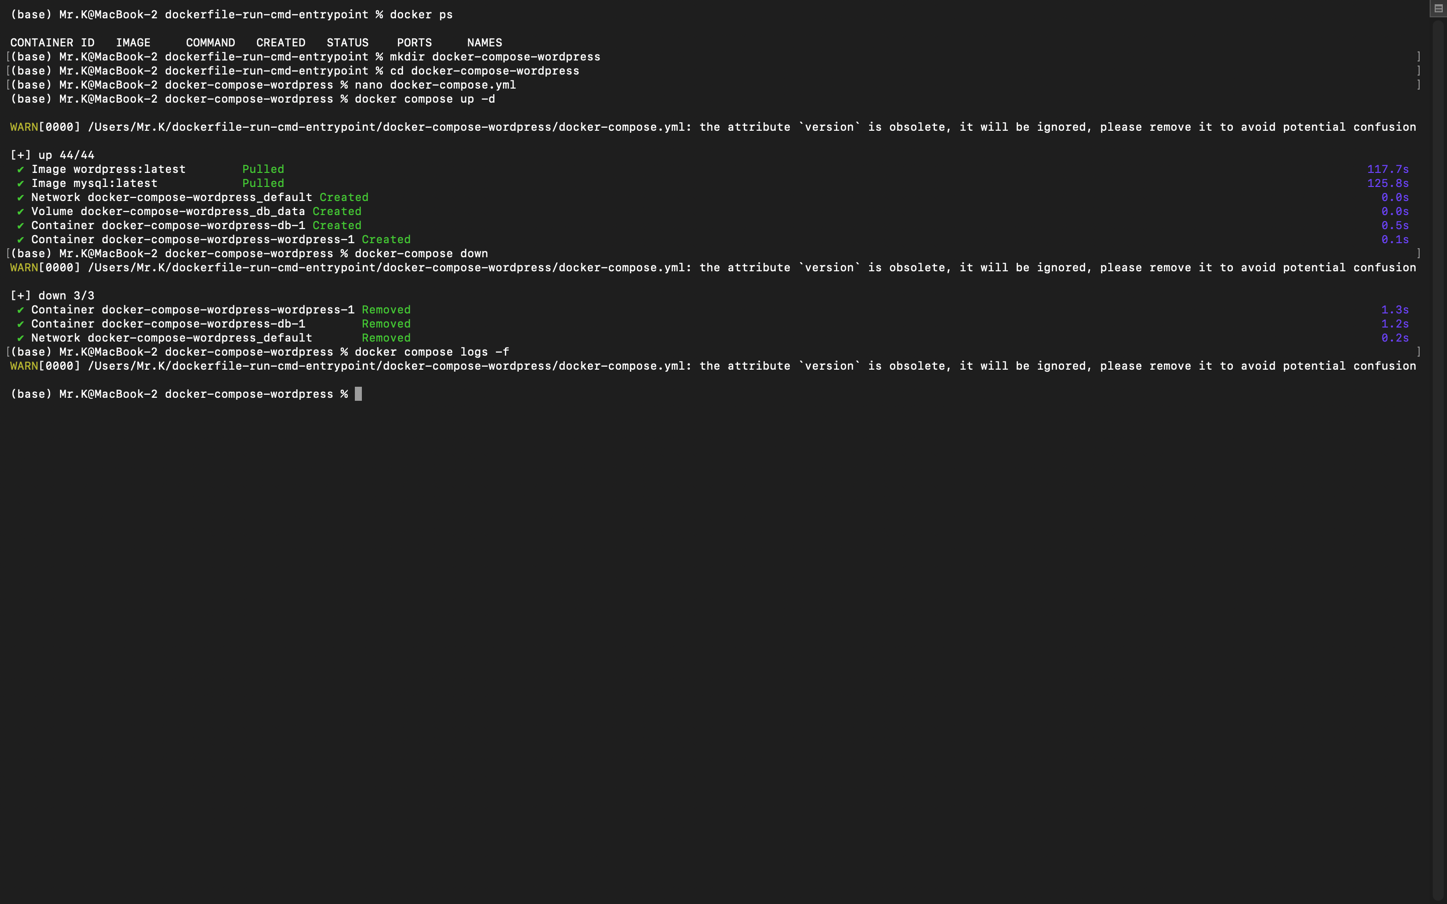 (base) Mr.K@MacBook-2 dockerfile-run-cmd-entrypoint % docker ps
CONTAINER ID   IMAGE     COMMAND   CREATED   STATUS    PORTS     NAMES
[(base) Mr.K@MacBook-2 dockerfile-run-cmd-entrypoint % mkdir docker-compose-wordpress ]
[(base) Mr.K@MacBook-2 dockerfile-run-cmd-entrypoint % cd docker-compose-wordpress ]
[(base) Mr.K@MacBook-2 docker-compose-wordpress % nano docker-compose.yml ]
(base) Mr.K@MacBook-2 docker-compose-wordpress % docker compose up -d
WARN[0000] /Users/Mr.K/dockerfile-run-cmd-entrypoint/docker-compose-wordpress/docker-compose.yml: the attribute `version` is obsolete, it will be ignored, please remove it to avoid potential confusion
[+] up 44/44
✔ Image wordpress:latest        Pulled 117.7s
✔ Image mysql:latest            Pulled 125.8s
✔ Network docker-compose-wordpress_default Created 0.0s
✔ Volume docker-compose-wordpress_db_data Created 0.0s
✔ Container docker-compose-wordpress-db-1 Created 0.5s
✔ Container docker-compose-wordpress-wordpress-1 Created 0.1s
[(base) Mr.K@MacBook-2 docker-compose-wordpress % docker-compose down ]
WARN[0000] /Users/Mr.K/dockerfile-run-cmd-entrypoint/docker-compose-wordpress/docker-compose.yml: the attribute `version` is obsolete, it will be ignored, please remove it to avoid potential confusion
[+] down 3/3
✔ Container docker-compose-wordpress-wordpress-1 Removed 1.3s
✔ Container docker-compose-wordpress-db-1        Removed 1.2s
✔ Network docker-compose-wordpress_default       Removed 0.2s
[(base) Mr.K@MacBook-2 docker-compose-wordpress % docker compose logs -f ]
WARN[0000] /Users/Mr.K/dockerfile-run-cmd-entrypoint/docker-compose-wordpress/docker-compose.yml: the attribute `version` is obsolete, it will be ignored, please remove it to avoid potential confusion
(base) Mr.K@MacBook-2 docker-compose-wordpress %